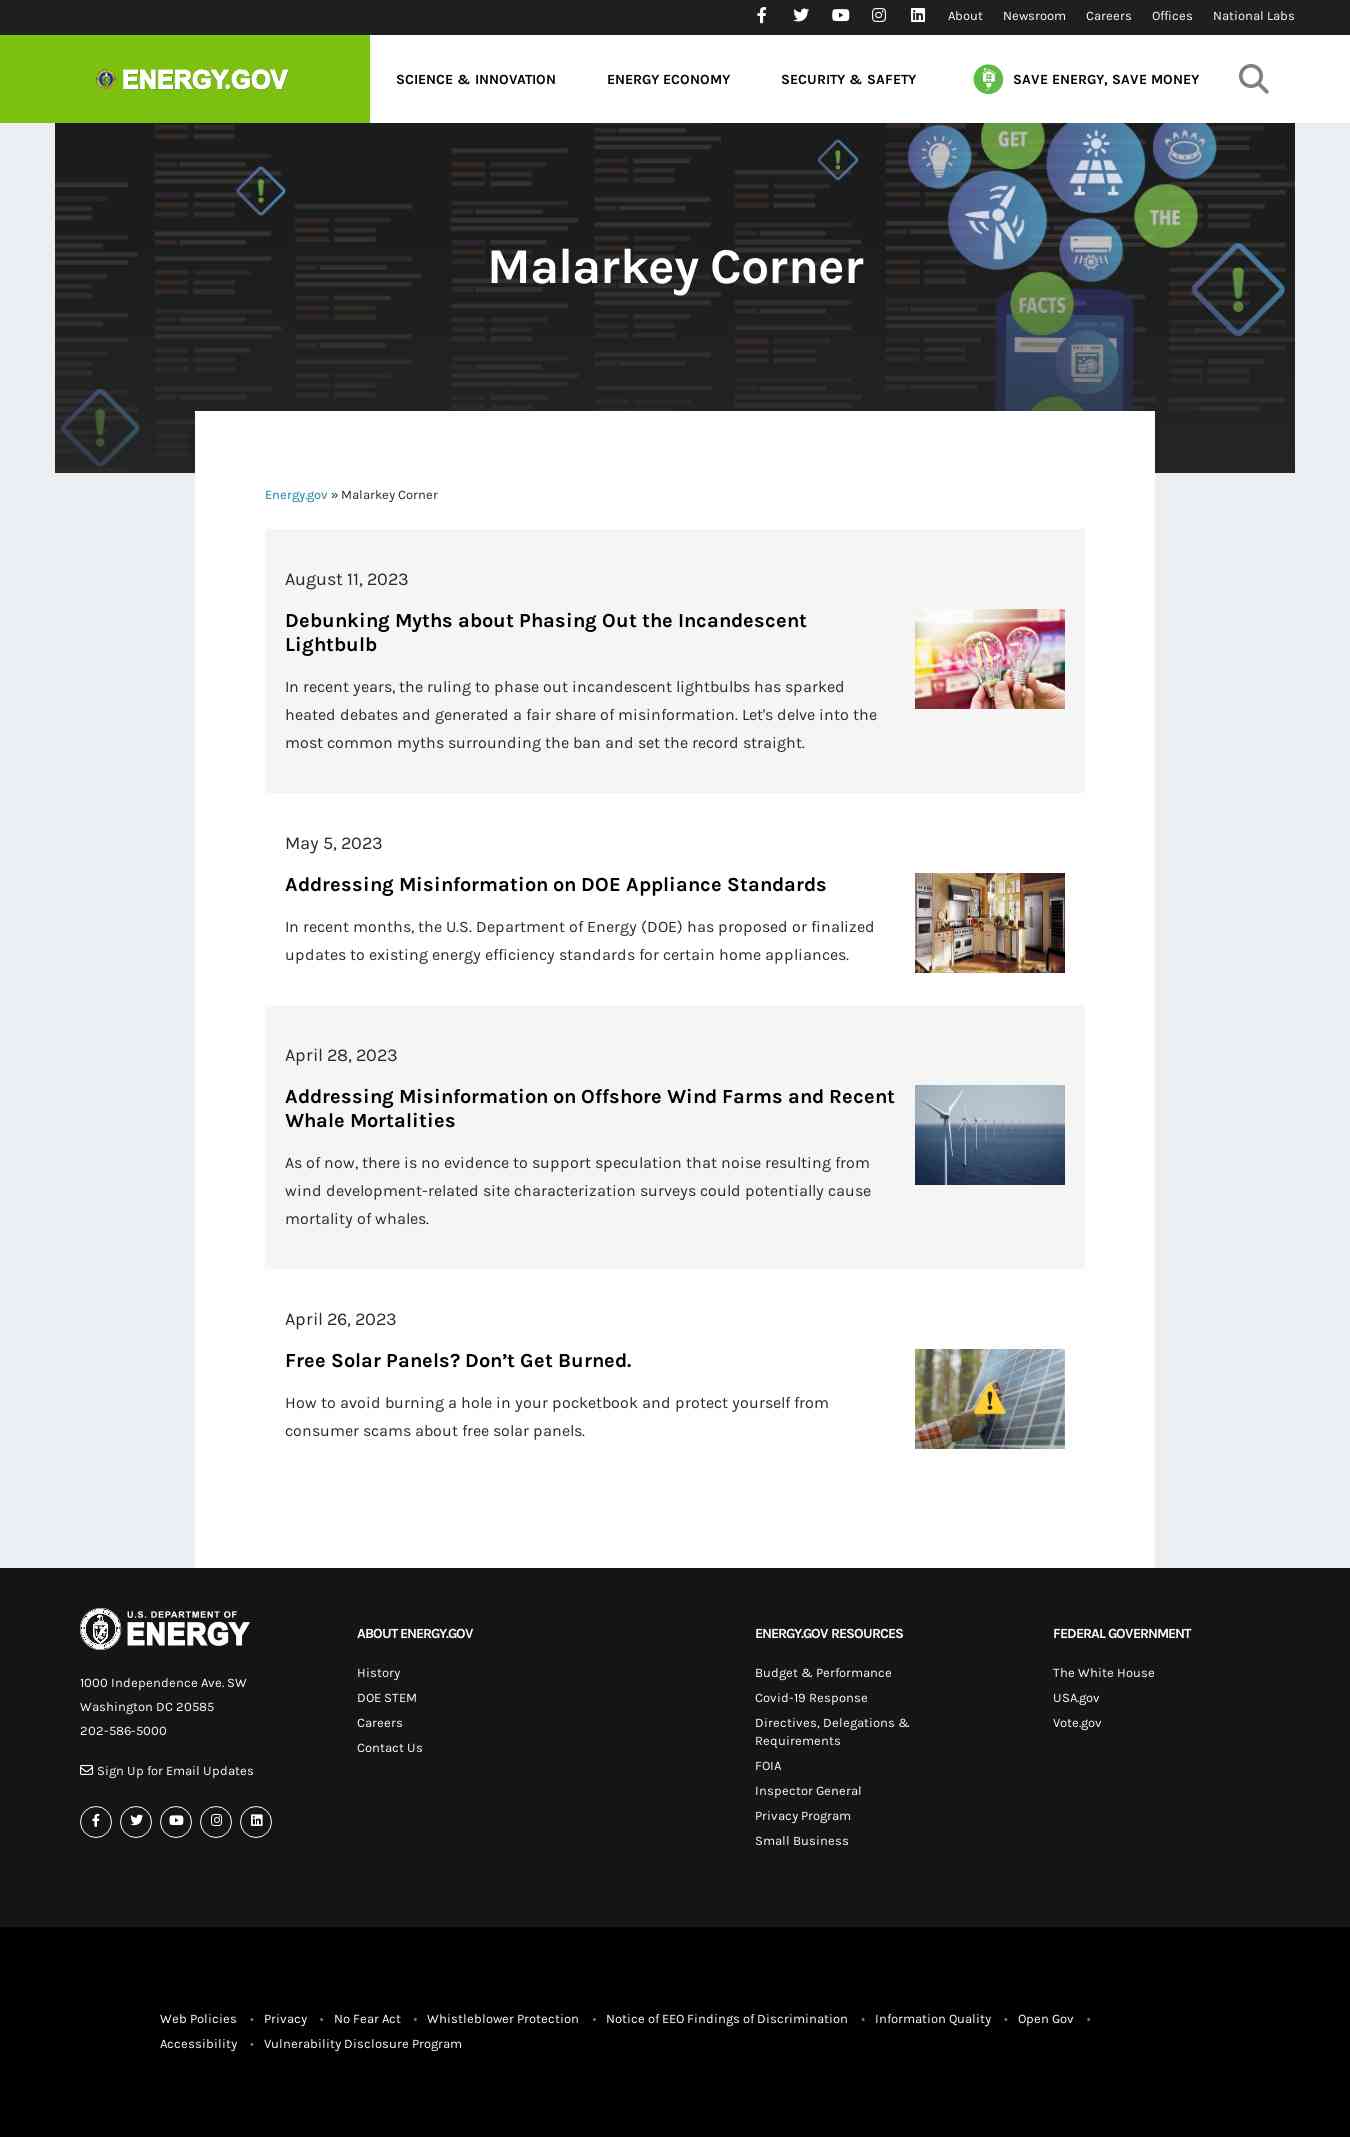 About Newsroom Careers Offices National Labs
ENERGY.GOV
SCIENCE & INNOVATION ENERGY ECONOMY SECURITY & SAFETY SAVE ENERGY, SAVE MONEY
GET
THE
FACTS
Malarkey Corner
Energy.gov » Malarkey Corner
August 11, 2023
Debunking Myths about Phasing Out the Incandescent
Lightbulb
In recent years, the ruling to phase out incandescent lightbulbs has sparked
heated debates and generated a fair share of misinformation. Let's delve into the
most common myths surrounding the ban and set the record straight.
May 5, 2023
Addressing Misinformation on DOE Appliance Standards
In recent months, the U.S. Department of Energy (DOE) has proposed or finalized
updates to existing energy efficiency standards for certain home appliances.
April 28, 2023
Addressing Misinformation on Offshore Wind Farms and Recent
Whale Mortalities
As of now, there is no evidence to support speculation that noise resulting from
wind development-related site characterization surveys could potentially cause
mortality of whales.
April 26, 2023
Free Solar Panels? Don’t Get Burned.
How to avoid burning a hole in your pocketbook and protect yourself from
consumer scams about free solar panels.
U.S. DEPARTMENT OF
ENERGY
1000 Independence Ave. SW
Washington DC 20585
202-586-5000
Sign Up for Email Updates
ABOUT ENERGY.GOV
History
DOE STEM
Careers
Contact Us
ENERGY.GOV RESOURCES
Budget & Performance
Covid-19 Response
Directives, Delegations &
Requirements
FOIA
Inspector General
Privacy Program
Small Business
FEDERAL GOVERNMENT
The White House
USA.gov
Vote.gov
Web Policies • Privacy • No Fear Act • Whistleblower Protection • Notice of EEO Findings of Discrimination • Information Quality • Open Gov •
Accessibility • Vulnerability Disclosure Program